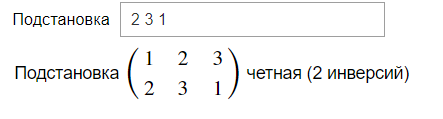 Подстановка 2 3 1
Подстановка ( 1 2 3 ) четная (2 инверсий)
2 3 1